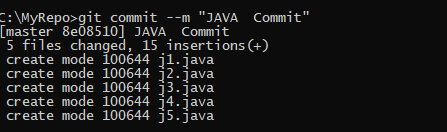 C:\MyRepo>git commit --m "JAVA  Commit"
[master 8e08510] JAVA  Commit
 5 files changed, 15 insertions(+)
 create mode 100644 j1.java
 create mode 100644 j2.java
 create mode 100644 j3.java
 create mode 100644 j4.java
 create mode 100644 j5.java